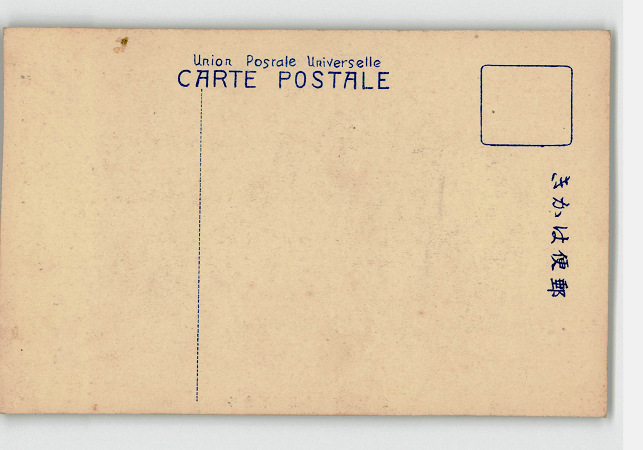 Union Postale Universelle
CARTE POSTALE
郵便はかき